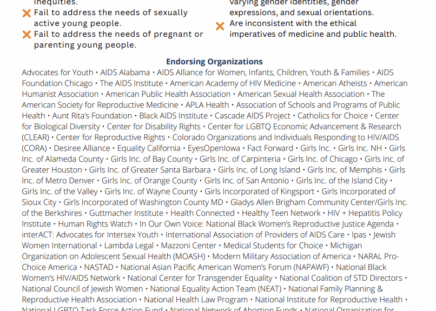 inequities.
✕ Fail to address the needs of sexually
active young people.
✕ Fail to address the needs of pregnant or
parenting young people.
varying gender identities, gender
expressions, and sexual orientations.
✕ Are inconsistent with the ethical
imperatives of medicine and public health.
Endorsing Organizations
Advocates for Youth • AIDS Alabama • AIDS Alliance for Women, Infants, Children, Youth & Families • AIDS
Foundation Chicago • The AIDS Institute • American Academy of HIV Medicine • American Atheists • American
Humanist Association • American Public Health Association • American Sexual Health Association • The
American Society for Reproductive Medicine • APLA Health • Association of Schools and Programs of Public
Health • Aunt Rita's Foundation • Black AIDS Institute • Cascade AIDS Project • Catholics for Choice • Center
for Biological Diversity • Center for Disability Rights • Center for LGBTQ Economic Advancement & Research
(CLEAR) • Center for Reproductive Rights • Colorado Organizations and Individuals Responding to HIV/AIDS
(CORA) • Desiree Alliance • Equality California • EyesOpenIowa • Fact Forward • Girls Inc. • Girls Inc. NH • Girls
Inc. of Alameda County • Girls Inc. of Bay County • Girls Inc. of Carpinteria • Girls Inc. of Chicago • Girls Inc. of
Greater Houston • Girls Inc. of Greater Santa Barbara • Girls Inc. of Long Island • Girls Inc. of Memphis • Girls
Inc. of Metro Denver • Girls Inc. of Orange County • Girls Inc. of San Antonio • Girls Inc. of the Island City •
Girls Inc. of the Valley • Girls Inc. of Wayne County • Girls Incorporated of Kingsport • Girls Incorporated of
Sioux City • Girls Incorporated of Washington County MD • Gladys Allen Brigham Community Center/Girls Inc.
of the Berkshires • Guttmacher Institute • Health Connected • Healthy Teen Network • HIV + Hepatitis Policy
Institute • Human Rights Watch • In Our Own Voice: National Black Women's Reproductive Justice Agenda •
interACT: Advocates for Intersex Youth • International Association of Providers of AIDS Care • Ipas • Jewish
Women International • Lambda Legal • Mazzoni Center • Medical Students for Choice • Michigan
Organization on Adolescent Sexual Health (MOASH) • Modern Military Association of America • NARAL Pro-
Choice America • NASTAD • National Asian Pacific American Women's Forum (NAPAWF) • National Black
Women's HIV/AIDS Network • National Center for Transgender Equality • National Coalition of STD Directors •
National Council of Jewish Women • National Equality Action Team (NEAT) • National Family Planning &
Reproductive Health Association • National Health Law Program • National Institute for Reproductive Health •
National LGBTQ Task Force Action Fund • National Network of Abortion Funds • National Organization for